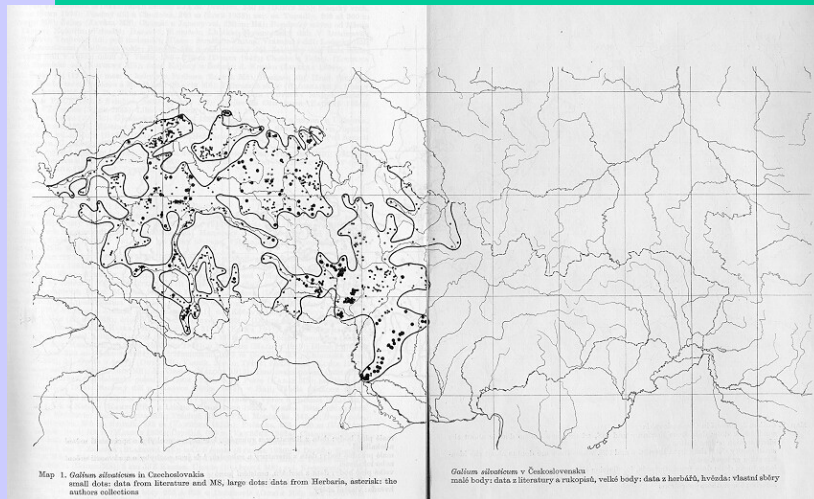 Map 1. Galium silvaticum in Czechoslovakia
small dots: data from literature and MS, large dots: data from Herbaria, asterisk: the
authors collections
Galium silvaticum v Československu
malé body: data z literatury a rukopisů, velké body: data z herbářů, hvězda: vlastní sběry